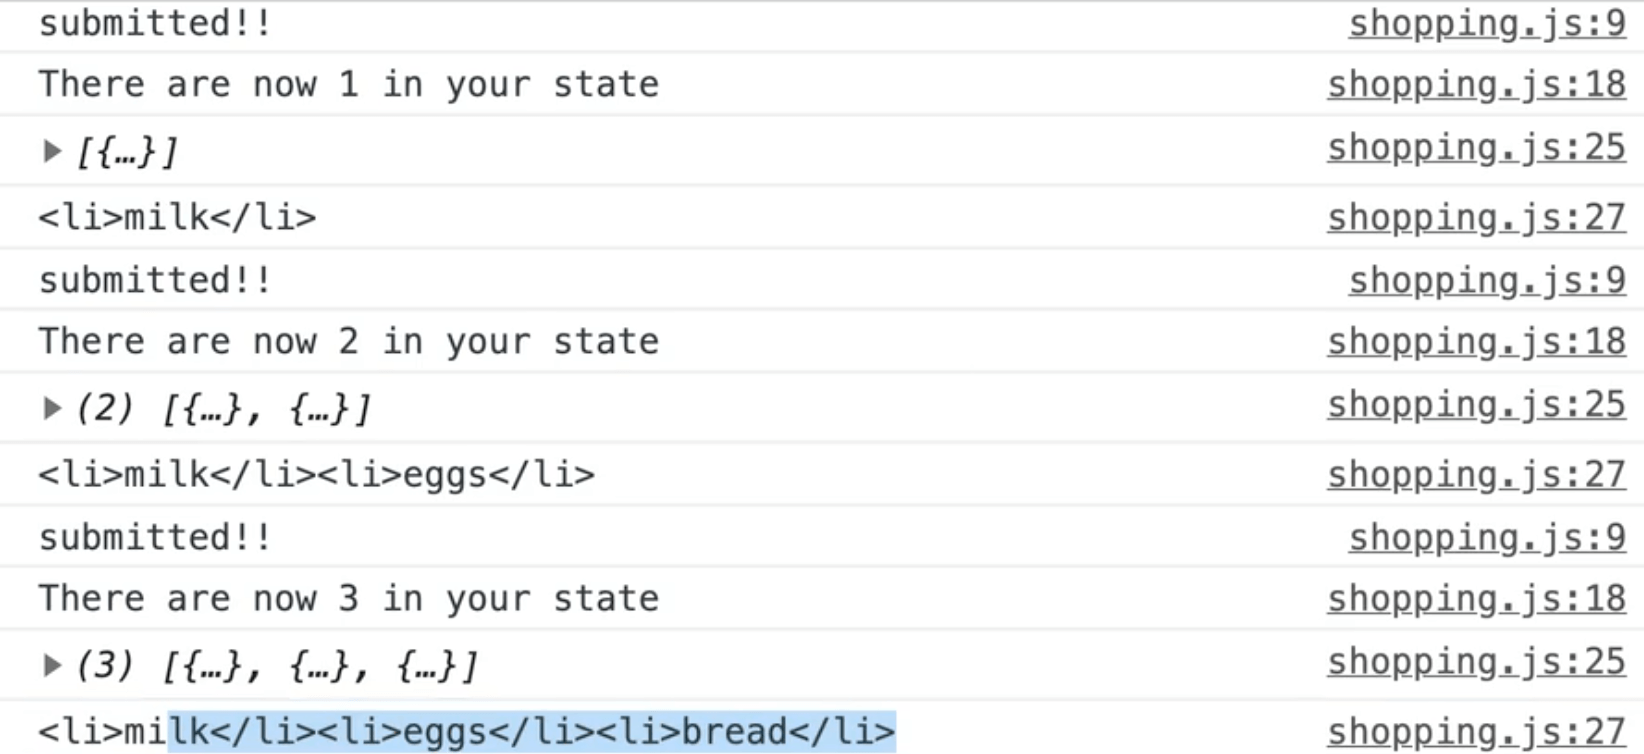 submitted!! shopping.js:9
There are now 1 in your state shopping.js:18
▶ [{…}] shopping.js:25
<li>milk</li> shopping.js:27
submitted!! shopping.js:9
There are now 2 in your state shopping.js:18
▶ (2) [{…}, {…}] shopping.js:25
<li>milk</li><li>eggs</li> shopping.js:27
submitted!! shopping.js:9
There are now 3 in your state shopping.js:18
▶ (3) [{…}, {…}, {…}] shopping.js:25
<li>milk</li><li>eggs</li><li>bread</li> shopping.js:27